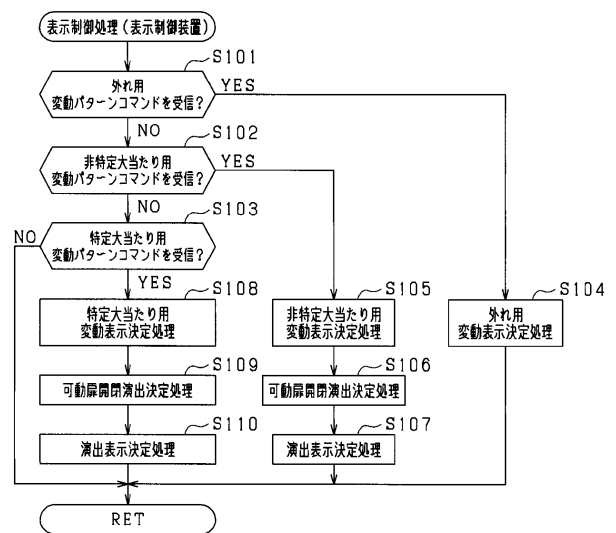 表示制御処理(表示制御装置)
S101
外れ用
変動パターンコマンドを受信?
YES
NO
S102
非特定大当たり用
変動パターンコマンドを受信?
YES
NO
S103
特定大当たり用
変動パターンコマンドを受信?
NO
YES
S108
特定大当たり用
変動表示決定処理
S105
非特定大当たり用
変動表示決定処理
S104
外れ用
変動表示決定処理
S109
可動扉開閉演出決定処理
S106
可動扉開閉演出決定処理
S110
演出表示決定処理
S107
演出表示決定処理
RET